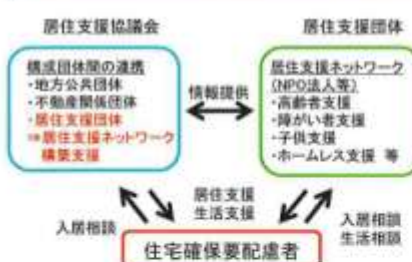 居住支援協議会
居住支援団体
構成団体間の連携
・地方公共団体
・不動産関係団体
・居住支援団体
⇒居住支援ネットワーク
構築支援
情報提供
居住支援ネットワーク
(NPO法人等)
・高齢者支援
・障がい者支援
・子供支援
・ホームレス支援 等
入居相談
居住支援
生活支援
入居相談
生活相談
住宅確保要配慮者